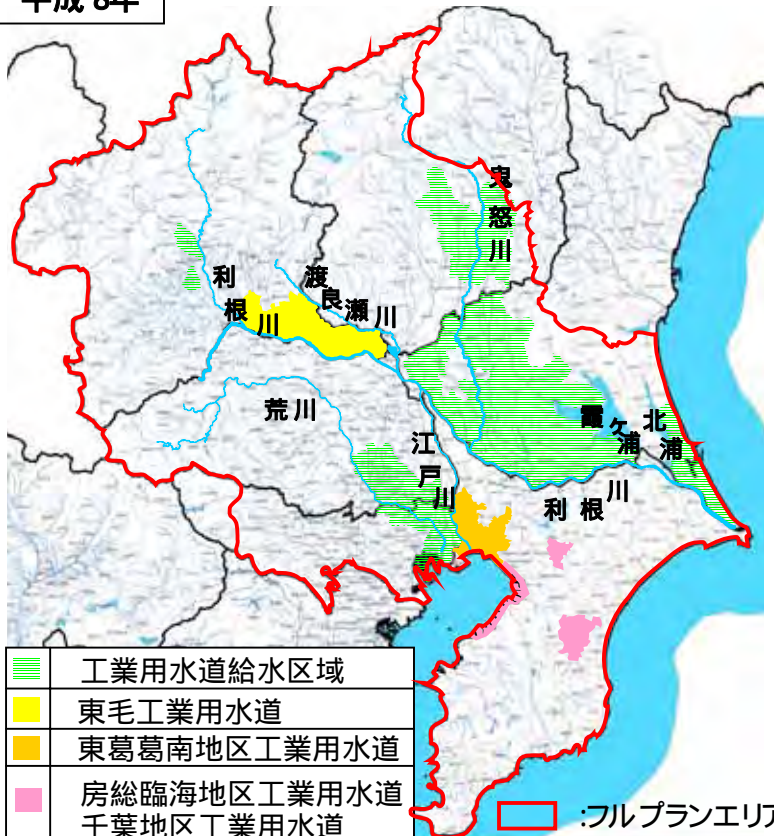 平成 8年
鬼怒川
利根川
渡良瀬川
荒川
江戸川
霞ヶ浦
北浦
利根川
工業用水道給水区域
東毛工業用水道
東葛葛南地区工業用水道
房総臨海地区工業用水道
千葉地区工業用水道
:フルプランエリア